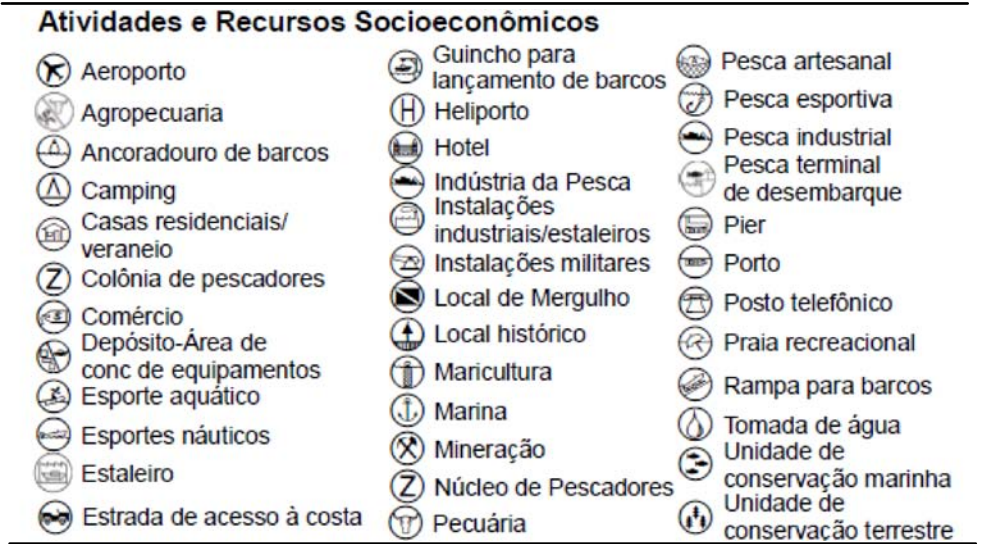 Atividades e Recursos Socioeconômicos
Aeroporto
Agropecuaria
Ancoradouro de barcos
Camping
Casas residenciais/
veraneio
Z Colônia de pescadores
Comércio
Depósito-Área de
conc de equipamentos
Esporte aquático
Esportes náuticos
Estaleiro
Estrada de acesso à costa
Guincho para
lançamento de barcos
H Heliporto
Hotel
Indústria da Pesca
Instalações
industriais/estaleiros
Instalações militares
Local de Mergulho
Local histórico
Maricultura
Marina
Mineração
Z Núcleo de Pescadores
Pecuária
Pesca artesanal
Pesca esportiva
Pesca industrial
Pesca terminal
de desembarque
Pier
Porto
Posto telefônico
Praia recreacional
Rampa para barcos
Tomada de água
Unidade de
conservação marinha
Unidade de
conservação terrestre